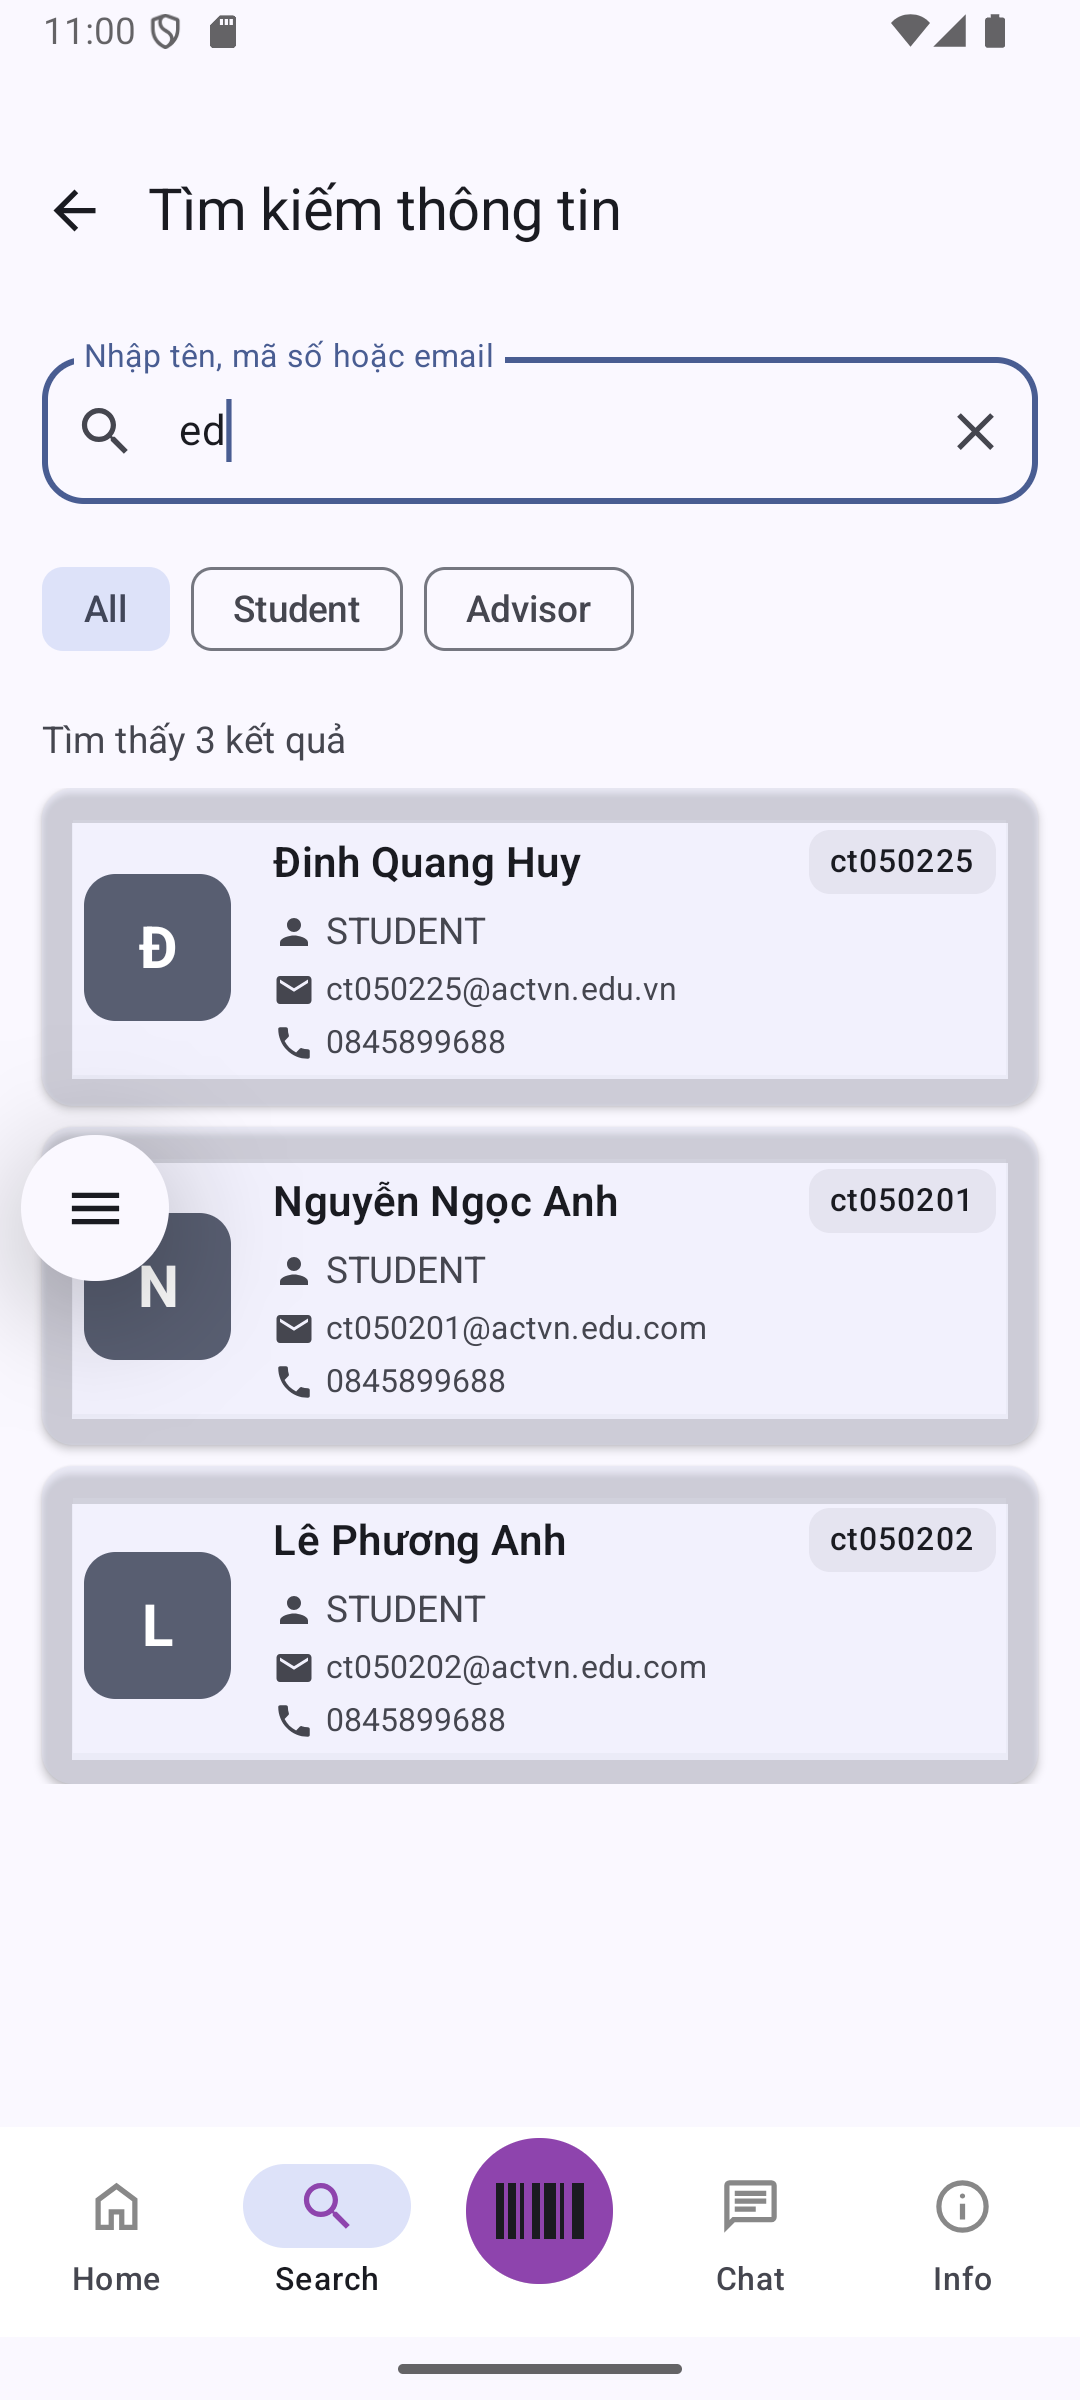 11:00
Tìm kiếm thông tin
Nhập tên, mã số hoặc email
ed
All
Student
Advisor
Tìm thấy 3 kết quả
Đ
Đinh Quang Huy
ct050225
STUDENT
ct050225@actvn.edu.vn
0845899688
N
Nguyễn Ngọc Anh
ct050201
STUDENT
ct050201@actvn.edu.com
0845899688
L
Lê Phương Anh
ct050202
STUDENT
ct050202@actvn.edu.com
0845899688
Home
Search
Chat
Info